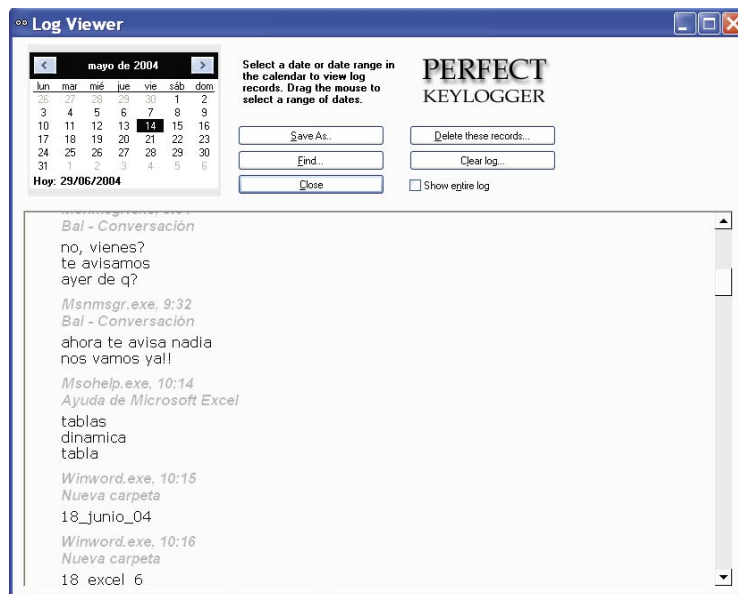 Log Viewer
mayo de 2004
lun mar mié jue vie sáb dom
26 27 28 29 30 1 2
3 4 5 6 7 8 9
10 11 12 13 14 15 16
17 18 19 20 21 22 23
24 25 26 27 28 29 30
31 1 2 3 4 5 6
Hoy: 29/06/2004
Select a date or date range in
the calendar to view log
records. Drag the mouse to
select a range of dates.
PERFECT
KEYLOGGER
Save As..
Delete these records...
Find...
Clear log...
Close
Show entire log
Bal - Conversación
no, vienes?
te avisamos
ayer de q?
Msnmsgr.exe, 9:32
Bal - Conversación
ahora te avisa nadia
nos vamos ya!!
Msohelp.exe, 10:14
Ayuda de Microsoft Excel
tablas
dinamica
tabla
Winword.exe, 10:15
Nueva carpeta
18_junio_04
Winword.exe, 10:16
Nueva carpeta
18_excel_6